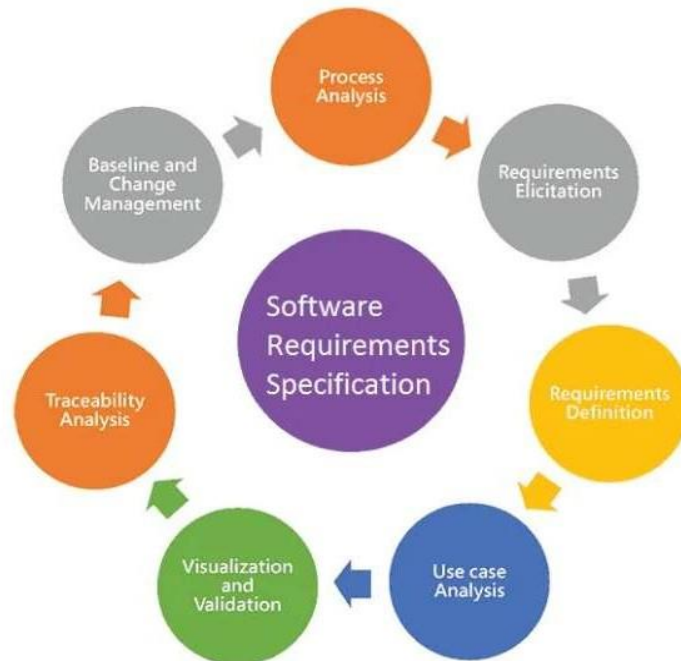 Process
Analysis
Requirements
Elicitation
Requirements
Definition
Use case
Analysis
Visualization
and
Validation
Traceability
Analysis
Baseline and
Change
Management
Software
Requirements
Specification